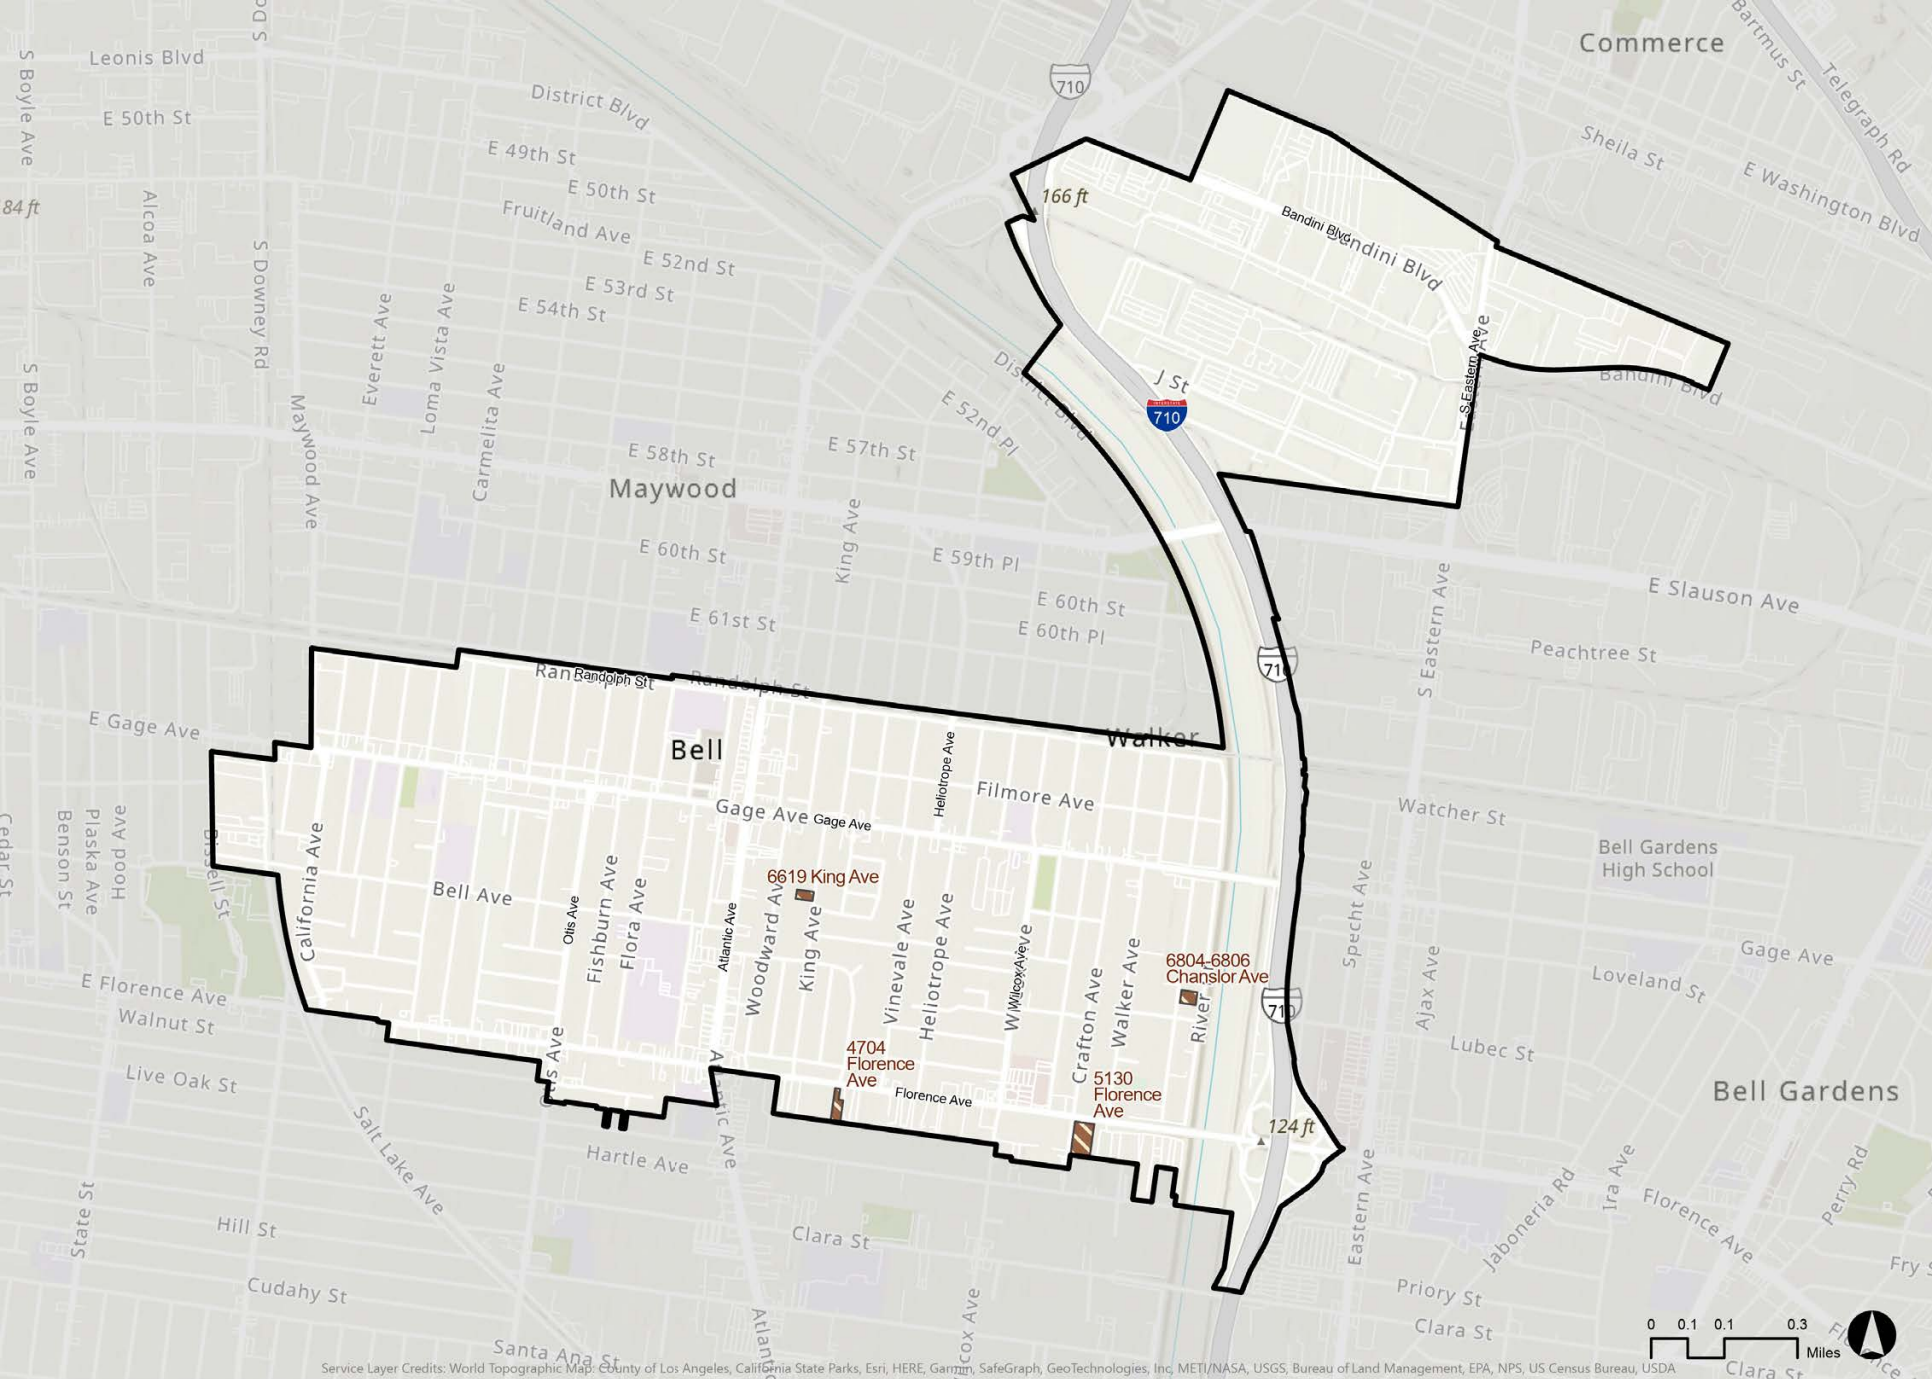 Commerce
Bartmus St
Telegraph Rd
Leonis Blvd
S Boyle Ave
710
District Blvd
E 50th St
Sheila St
E 49th St
E Washington Blvd
E 50th St
Alcoa Ave
166 ft
84 ft
Fruitland Ave
Bandini Blvd
Bandini Blvd
S Downey Rd
E 52nd St
E 53rd St
E 54th St
Everett Ave
Loma Vista Ave
S Eastern Ave
District Blvd
J St
Bandini Blvd
S Boyle Ave
Carmelita Ave
Maywood Ave
710
E 52nd Pl
E 57th St
E 58th St
Maywood
King Ave
E 60th St
E 59th Pl
E Slauson Ave
E 60th St
S Eastern Ave
E 61st St
E 60th Pl
Peachtree St
710
Randolph St
Randolph St
Randolph St
E Gage Ave
Bell
Walker
Heliotrope Ave
Filmore Ave
Gage Ave
Gage Ave
Watcher St
Cedar St
Benson St
Plaska Ave
Hood Ave
Bissell St
California Ave
Bell Gardens
High School
6619 King Ave
Bell Ave
Otis Ave
Fishburn Ave
Flora Ave
Atlantic Ave
Woodward Av
King Ave
Vinevale Ave
Heliotrope Ave
Wilcox Ave
Crafton Ave
Walker Ave
6804-6806
Chanslor Ave
River
Specht Ave
Ajax Ave
Gage Ave
Loveland St
E Florence Ave
Walnut St
710
Live Oak St
Otis Ave
Atlantic Ave
4704
Florence
Ave
Florence Ave
5130
Florence
Ave
124 ft
Lubec St
Bell Gardens
Salt Lake Ave
Hartle Ave
State St
Hill St
Clara St
Eastern Ave
Jaboneria Rd
Ira Ave
Florence Ave
Perry Rd
Cudahy St
Priory St
Clara St
Santa Ana St
0 0.1 0.1 0.3
Miles
Clara St
Service Layer Credits: World Topographic Map: County of Los Angeles, California State Parks, Esri, HERE, Garmin, SafeGraph, GeoTechnologies, Inc, METI/NASA, USGS, Bureau of Land Management, EPA, NPS, US Census Bureau, USDA